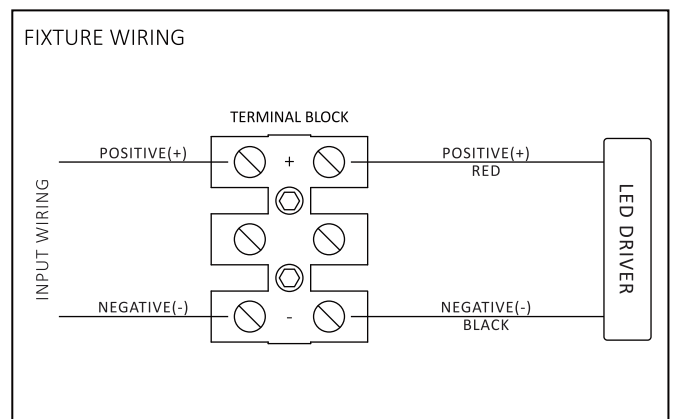 FIXTURE WIRING
TERMINAL BLOCK
POSITIVE(+)
+
POSITIVE(+)
RED
INPUT WIRING
LED DRIVER
NEGATIVE(-)
-
NEGATIVE(-)
BLACK